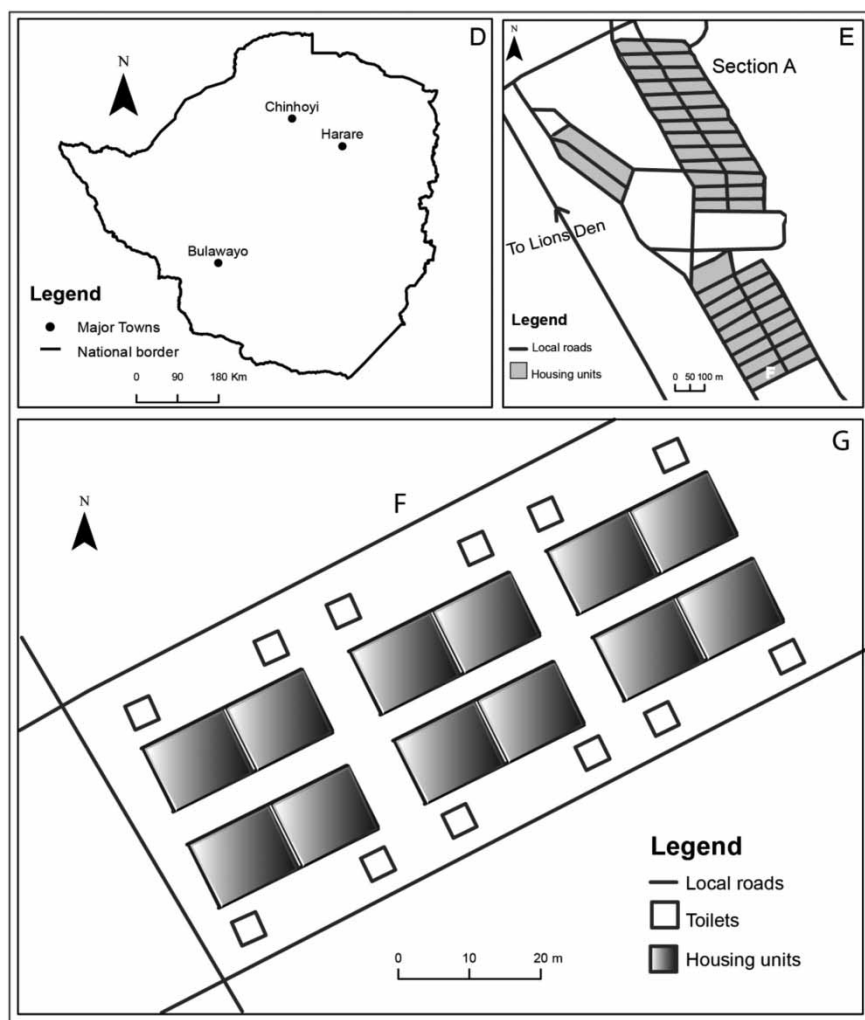 D
N
Chinhoyi
Harare
Bulawayo
Legend
Major Towns
National border
0 90 180 Km
E
N
Section A
To Lions Den
Legend
Local roads
Housing units
0 50 100 m
F
G
F
N
Legend
Local roads
Toilets
Housing units
0 10 20 m